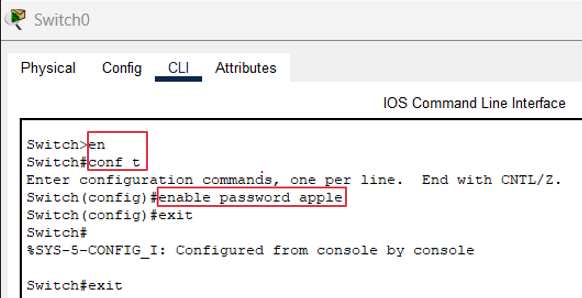 Switch0
Physical Config CLI Attributes
IOS Command Line Interface
Switch>en
Switch#conf t
Enter configuration commands, one per line.  End with CNTL/Z.
Switch(config)#enable password apple
Switch(config)#exit
Switch#
%SYS-5-CONFIG_I: Configured from console by console
Switch#exit